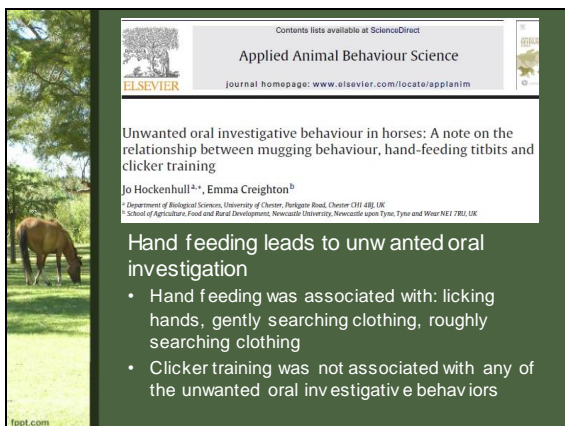 Contents lists available at ScienceDirect
Applied Animal Behaviour Science
ELSEVIER
journal homepage: www.elsevier.com/locate/applanim
Unwanted oral investigative behaviour in horses: A note on the
relationship between mugging behaviour, hand-feeding titbits and
clicker training
Jo Hockenhull a,*, Emma Creighton b
a Department of Biological Sciences, University of Chester, Parkgate Road, Chester CH1 4BJ, UK
b School of Agriculture, Food and Rural Development, Newcastle University, Newcastle upon Tyne, Tyne and Wear NE1 7RU, UK
Hand feeding leads to unwanted oral
investigation
• Hand feeding was associated with: licking
hands, gently searching clothing, roughly
searching clothing
• Clicker training was not associated with any of
the unwanted oral investigative behaviors
fppt.com